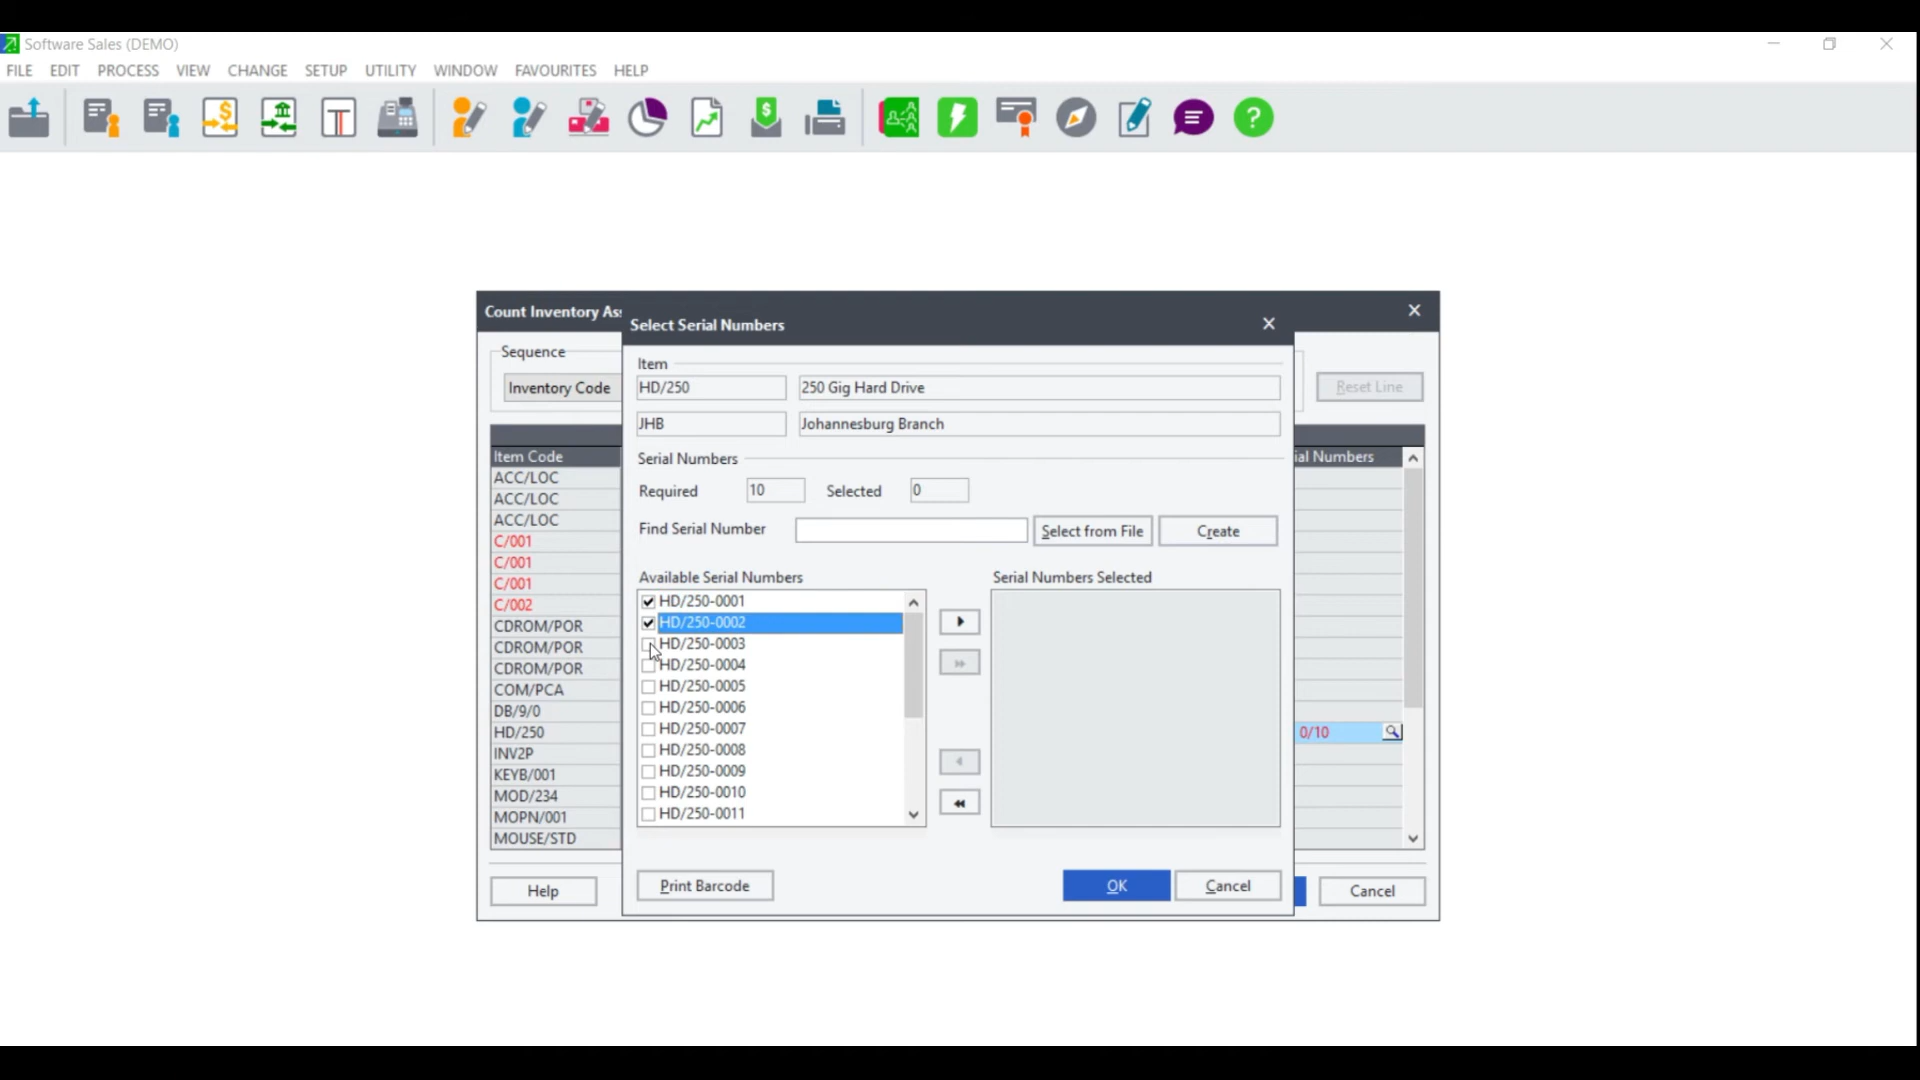 Software Sales (DEMO)
FILE EDIT PROCESS VIEW CHANGE SETUP UTILITY WINDOW FAVOURITES HELP
Count Inventory
Select Serial Numbers
Sequence
Inventory Code
Reset Line
Item
HD/250 250 Gig Hard Drive
JHB Johannesburg Branch
Serial Numbers
Required 10 Selected 0
Find Serial Number Select from File Create
Available Serial Numbers Serial Numbers Selected
HD/250-0001
HD/250-0002
HD/250-0003
HD/250-0004
HD/250-0005
HD/250-0006
HD/250-0007
HD/250-0008
HD/250-0009
HD/250-0010
HD/250-0011
Print Barcode OK Cancel
Item Code
ACC/LOC
ACC/LOC
ACC/LOC
C/001
C/001
C/001
C/002
CDROM/POR
CDROM/POR
CDROM/POR
COM/PCA
DB/9/0
HD/250
INV2P
KEYB/001
MOD/234
MOPN/001
MOUSE/STD
Numbers
0/10
Help Cancel